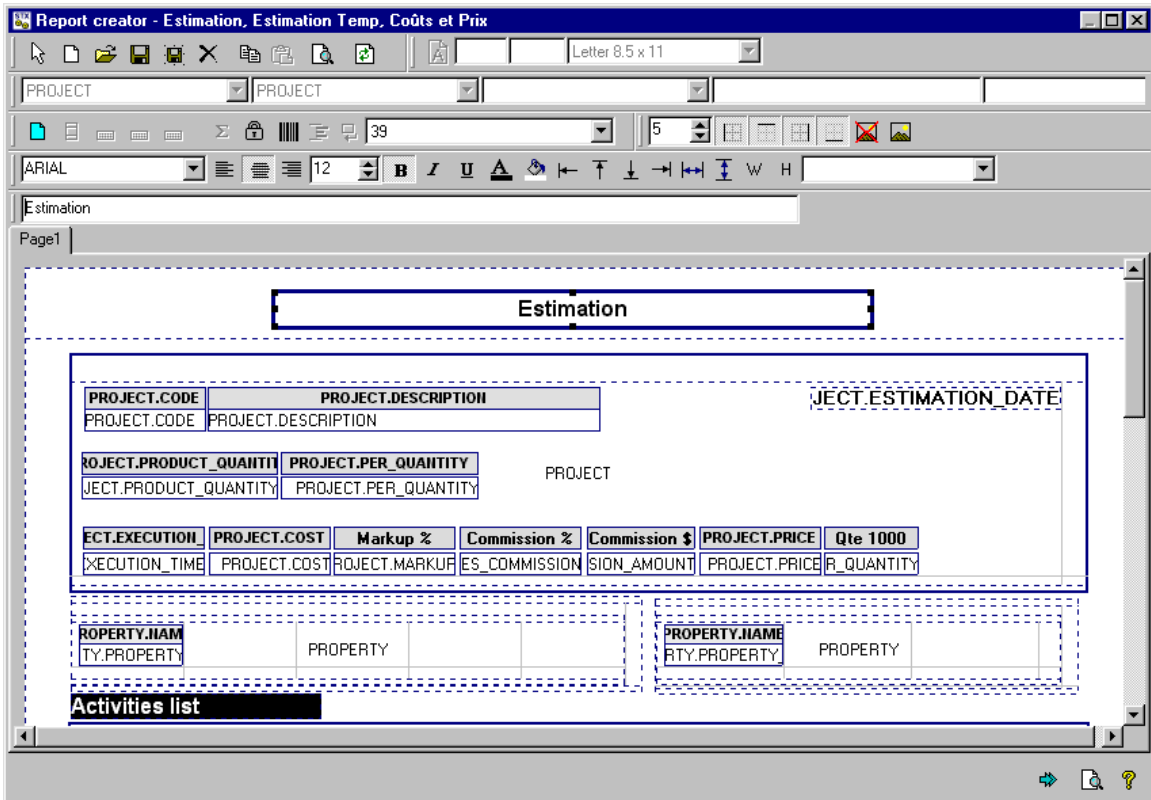 Report creator - Estimation, Estimation Temp, Coûts et Prix
Letter 8.5 x 11
PROJECT PROJECT
39 5
ARIAL 12 B I U A W H
Estimation
Page1
Estimation
PROJECT.CODE PROJECT.DESCRIPTION JECT.ESTIMATION_DATE
PROJECT.CODE PROJECT.DESCRIPTION
ROJECT.PRODUCT_QUANTIT PROJECT.PER_QUANTITY
PROJECT
JECT.PRODUCT_QUANTITY PROJECT.PER_QUANTITY
ECT.EXECUTION_ PROJECT.COST Markup % Commission % Commission $ PROJECT.PRICE Qte 1000
EXECUTION_TIME PROJECT.COST ROJECT.MARKUP ES_COMMISSION SION_AMOUNT PROJECT.PRICE R_QUANTITY
ROPERTY.NAM PROPERTY PROPERTY.NAME PROPERTY
TY.PROPERTY RTY.PROPERTY_
Activities list